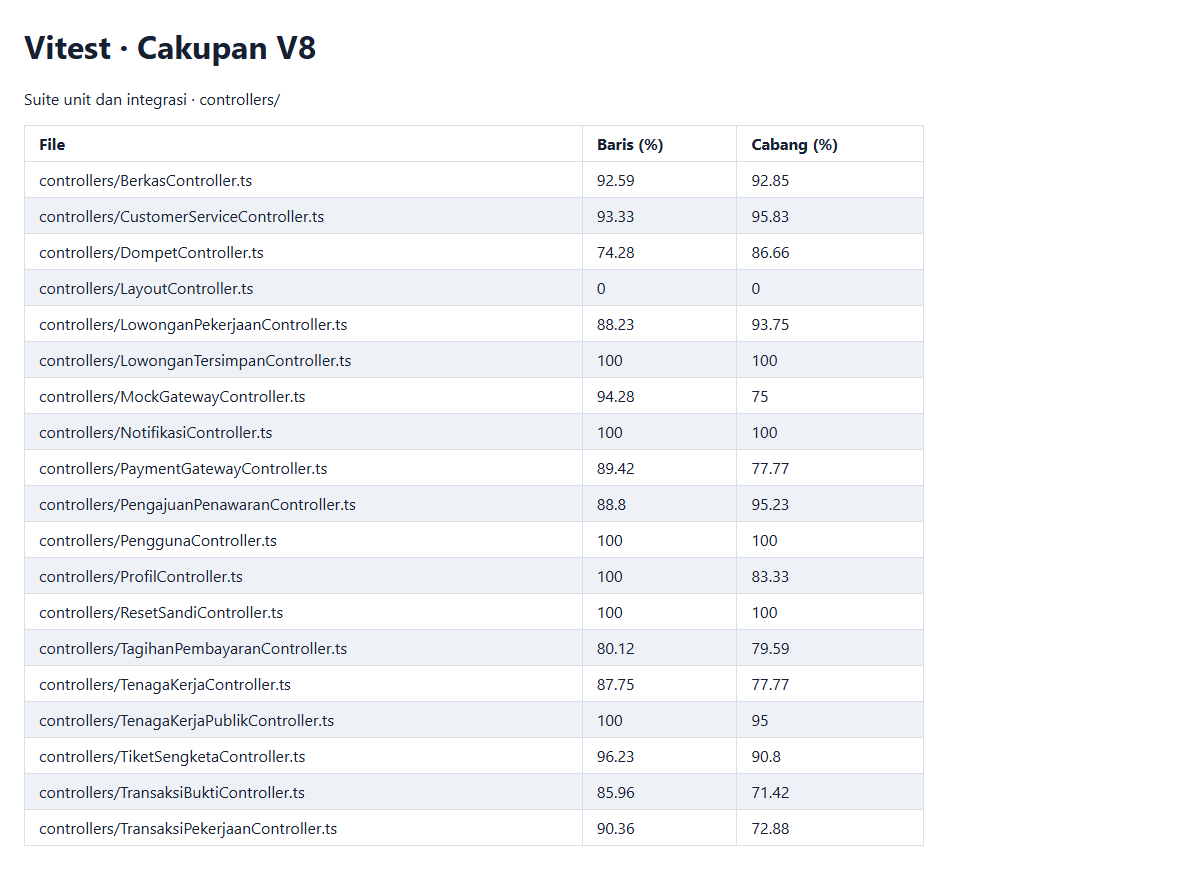 Vitest · Cakupan V8
Suite unit dan integrasi · controllers/
File Baris (%) Cabang (%)
controllers/BerkasController.ts 92.59 92.85
controllers/CustomerServiceController.ts 93.33 95.83
controllers/DompetController.ts 74.28 86.66
controllers/LayoutController.ts 0 0
controllers/LowonganPekerjaanController.ts 88.23 93.75
controllers/LowonganTersimpanController.ts 100 100
controllers/MockGatewayController.ts 94.28 75
controllers/NotifikasiController.ts 100 100
controllers/PaymentGatewayController.ts 89.42 77.77
controllers/PengajuanPenawaranController.ts 88.8 95.23
controllers/PenggunaController.ts 100 100
controllers/ProfilController.ts 100 83.33
controllers/ResetSandiController.ts 100 100
controllers/TagihanPembayaranController.ts 80.12 79.59
controllers/TenagaKerjaController.ts 87.75 77.77
controllers/TenagaKerjaPublikController.ts 100 95
controllers/TiketSengketaController.ts 96.23 90.8
controllers/TransaksiBuktiController.ts 85.96 71.42
controllers/TransaksiPekerjaanController.ts 90.36 72.88